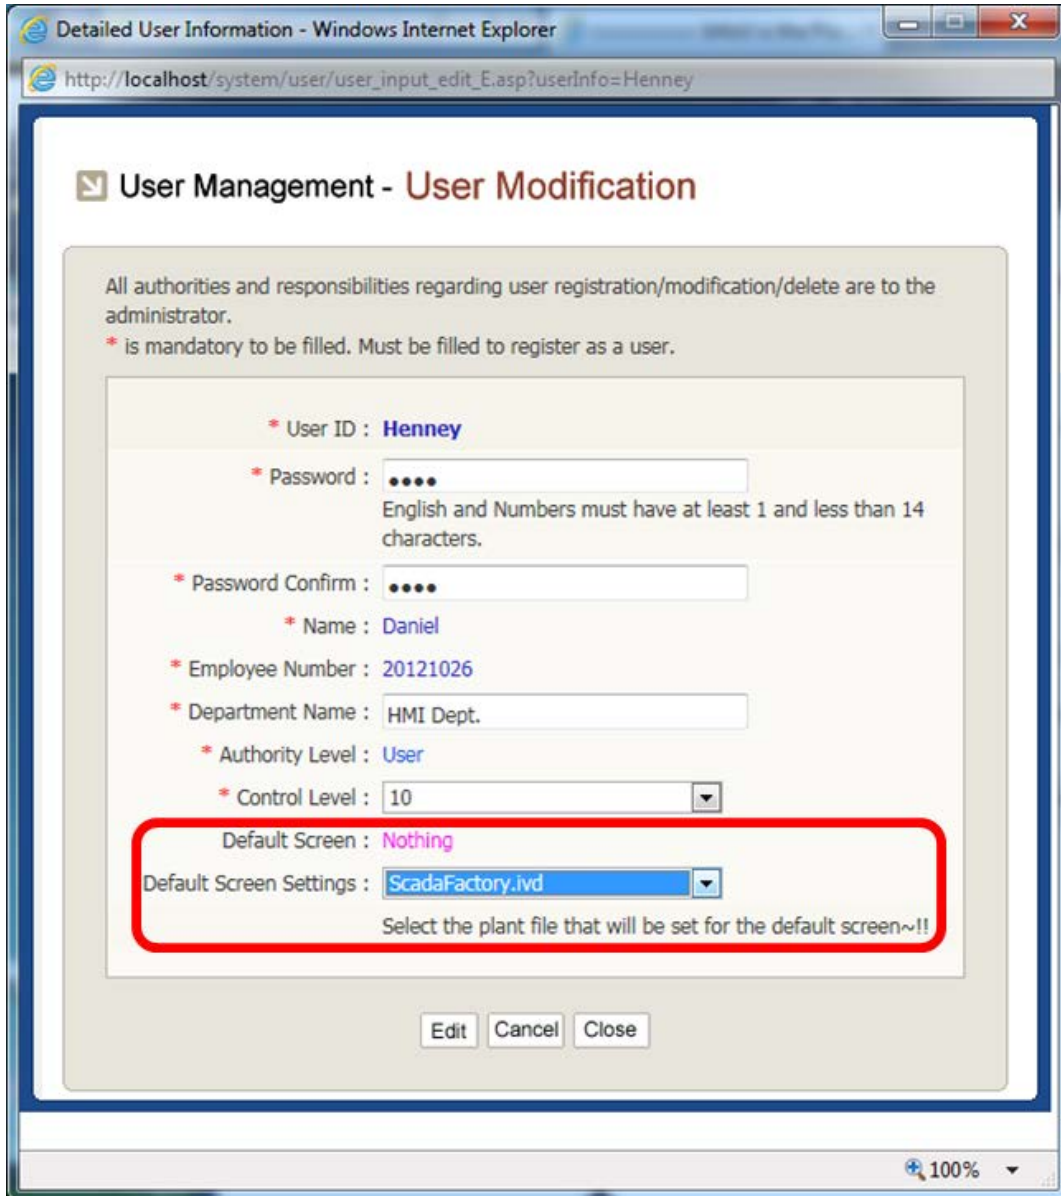 Detailed User Information - Windows Internet Explorer
http://localhost/system/user/user_input_edit_E.asp?userInfo=Henney
User Management - User Modification
All authorities and responsibilities regarding user registration/modification/delete are to the
administrator.
* is mandatory to be filled. Must be filled to register as a user.
* User ID : Henney
* Password : ●●●●
English and Numbers must have at least 1 and less than 14
characters.
* Password Confirm : ●●●●
* Name : Daniel
* Employee Number : 20121026
* Department Name : HMI Dept.
* Authority Level : User
* Control Level : 10
Default Screen : Nothing
Default Screen Settings : ScadaFactory.ivd
Select the plant file that will be set for the default screen~!!
Edit Cancel Close
100%